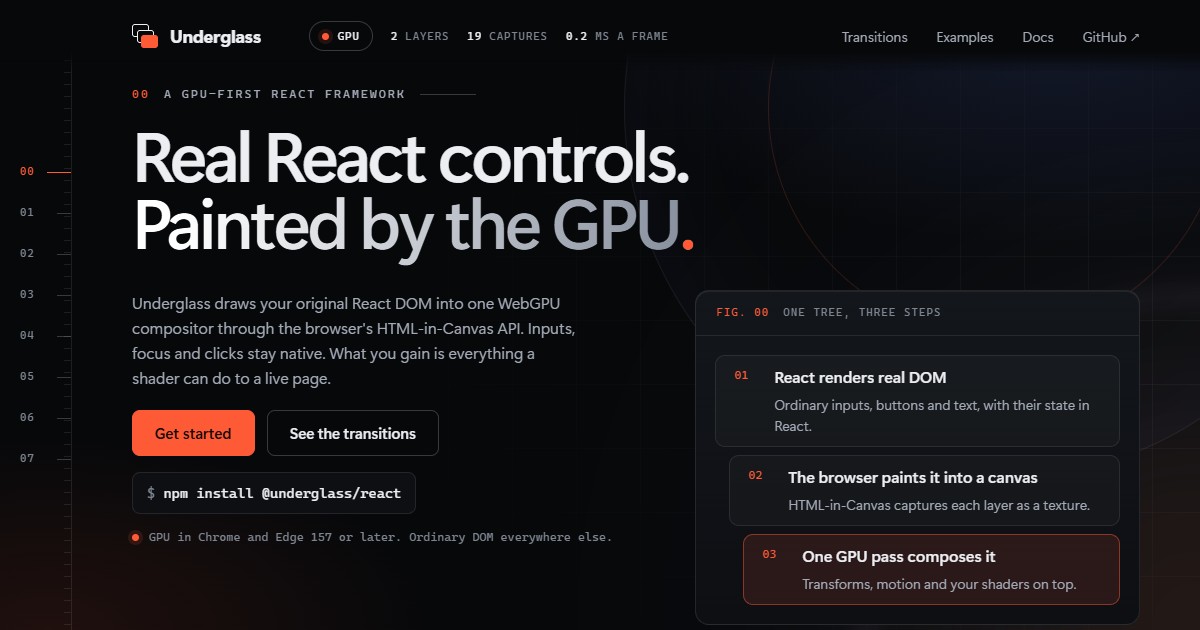 Underglass
GPU
2 LAYERS 19 CAPTURES 0.2 MS A FRAME
Transitions
Examples
Docs
GitHub ↗
00 A GPU-FIRST REACT FRAMEWORK
Real React controls.
Painted by the GPU.
00
01
02
03
04
05
06
07
Underglass draws your original React DOM into one WebGPU
compositor through the browser's HTML-in-Canvas API. Inputs,
focus and clicks stay native. What you gain is everything a
shader can do to a live page.
Get started
See the transitions
$ npm install @underglass/react
GPU in Chrome and Edge 157 or later. Ordinary DOM everywhere else.
FIG. 00 ONE TREE, THREE STEPS
01 React renders real DOM
Ordinary inputs, buttons and text, with their state in
React.
02 The browser paints it into a canvas
HTML-in-Canvas captures each layer as a texture.
03 One GPU pass composes it
Transforms, motion and your shaders on top.